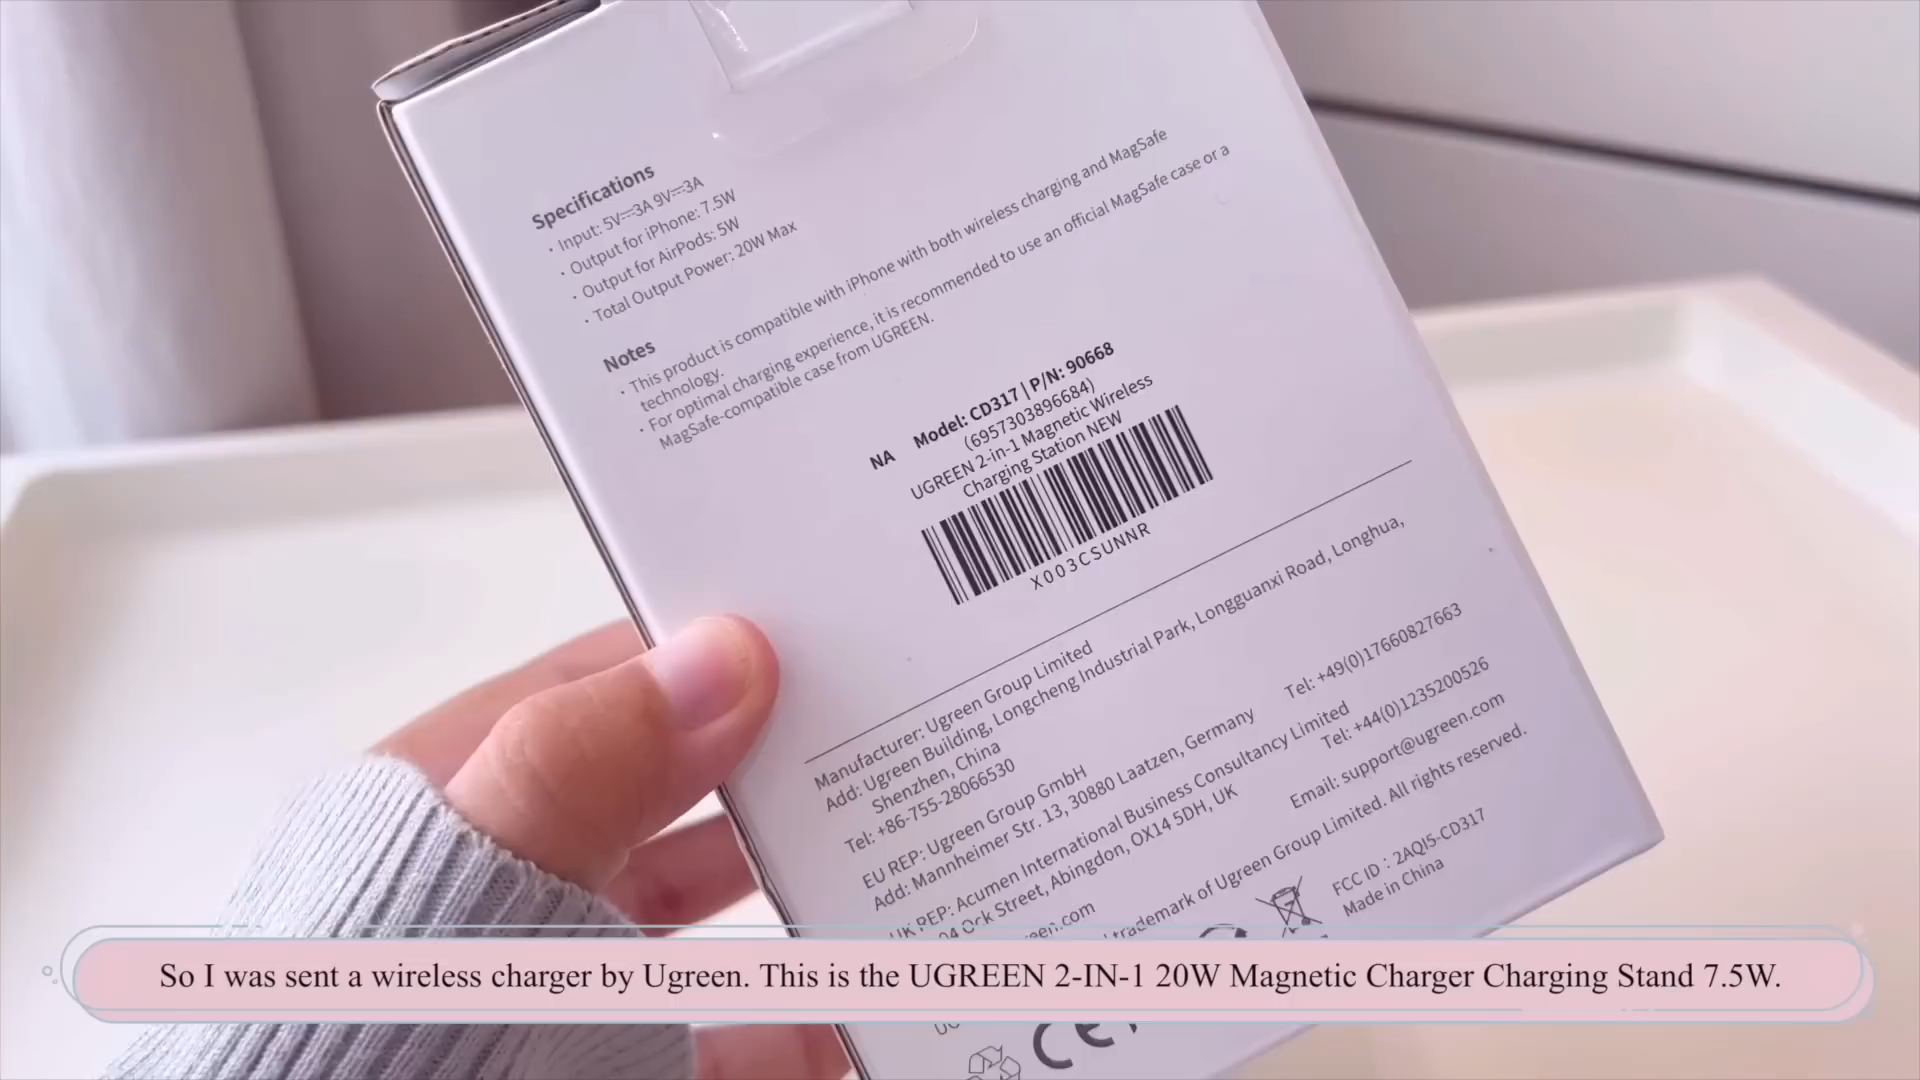 Specifications
· Input: 5V⎓3A 9V⎓3A
· Output for iPhone: 7.5W
· Output for AirPods: 5W
· Total Output Power: 20W Max
Notes
· This product is compatible with iPhone with both wireless charging and MagSafe
technology.
· For optimal charging experience, it is recommended to use an official MagSafe case or a
MagSafe-compatible case from UGREEN.
NA
Model: CD317 | P/N: 90668
(6957303896684)
UGREEN 2-in-1 Magnetic Wireless
Charging Station NEW
X003CSUNNR
Manufacturer: Ugreen Group Limited
Add: Ugreen Building, Longcheng Industrial Park, Longguanxi Road, Longhua,
Shenzhen, China
Tel: +86-755-28066530
EU REP: Ugreen Group GmbH
Add: Mannheimer Str. 13, 30880 Laatzen, Germany
Tel: +49(0)17660827663
UK REP: Acumen International Business Consultancy Limited
Ock Street, Abingdon, OX14 5DH, UK
Tel: +44(0)1235200526
Email: support@ugreen.com
trademark of Ugreen Group Limited. All rights reserved.
FCC ID : 2AQI5-CD317
Made in China
CE
So I was sent a wireless charger by Ugreen. This is the UGREEN 2-IN-1 20W Magnetic Charger Charging Stand 7.5W.